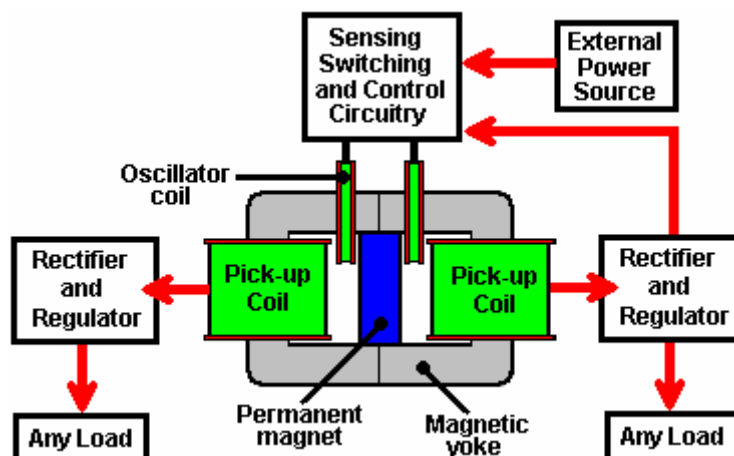 Sensing
Switching
and Control
Circuitry
External
Power
Source
Oscillator
coil
Rectifier
and
Regulator
Pick-up
Coil
Pick-up
Coil
Rectifier
and
Regulator
Any Load
Permanent
magnet
Magnetic
yoke
Any Load